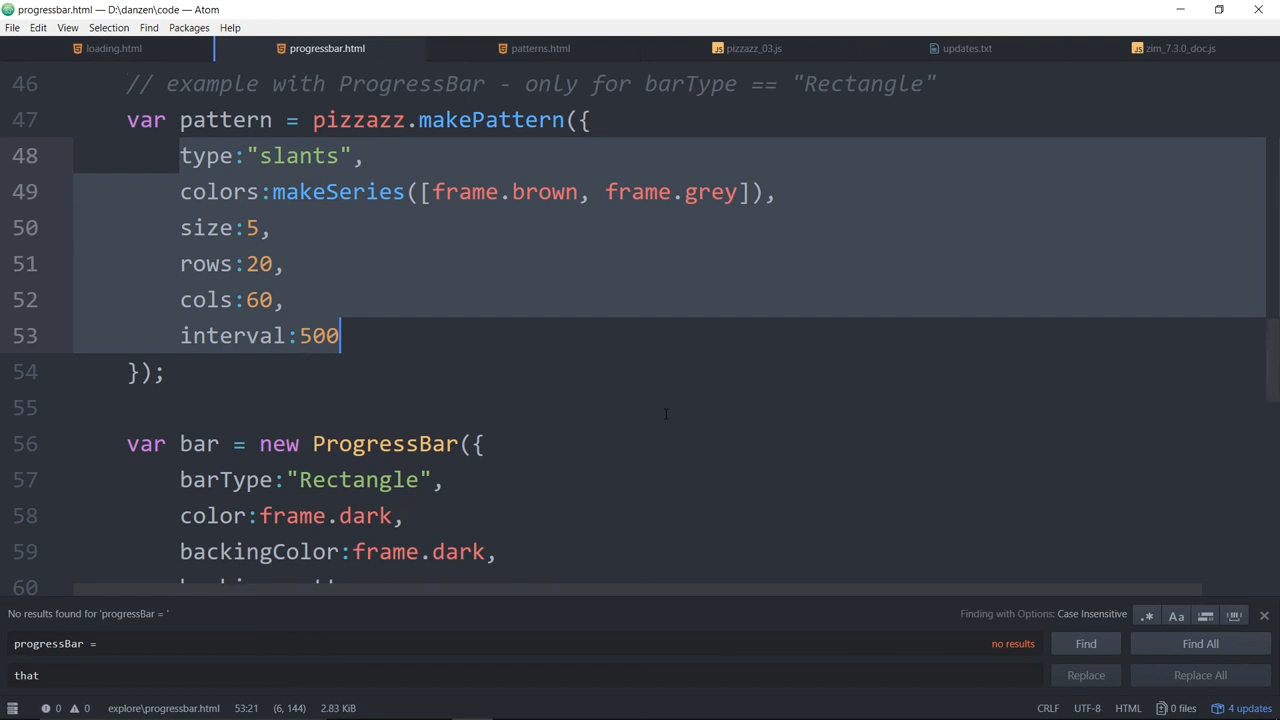 progressbar.html — D:\danzen\code — Atom
File Edit View Selection Find Packages Help
loading.html progressbar.html patterns.html pizzazz_03.js updates.txt zim_7.3.0_doc.js
46 // example with ProgressBar - only for barType == "Rectangle"
47 var pattern = pizzazz.makePattern({
48 type:"slants",
49 colors:makeSeries([frame.brown, frame.grey]),
50 size:5,
51 rows:20,
52 cols:60,
53 interval:500
54 });
55
56 var bar = new ProgressBar({
57 barType:"Rectangle",
58 color:frame.dark,
59 backingColor:frame.dark,
60
No results found for 'progressBar = '
Finding with Options: Case Insensitive
.* Aa
progressBar =
no results
Find Find All
that
Replace Replace All
0 0 explore\progressbar.html 53:21 (6, 144) 2.83 KiB
CRLF UTF-8 HTML 0 files 4 updates